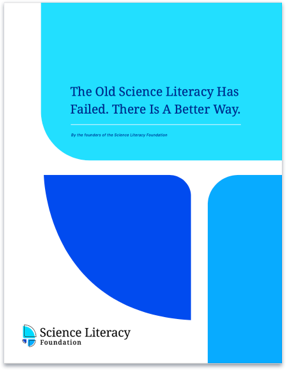 The Old Science Literacy Has
Failed. There Is A Better Way.
By the founders of the Science Literacy Foundation
Science Literacy
Foundation